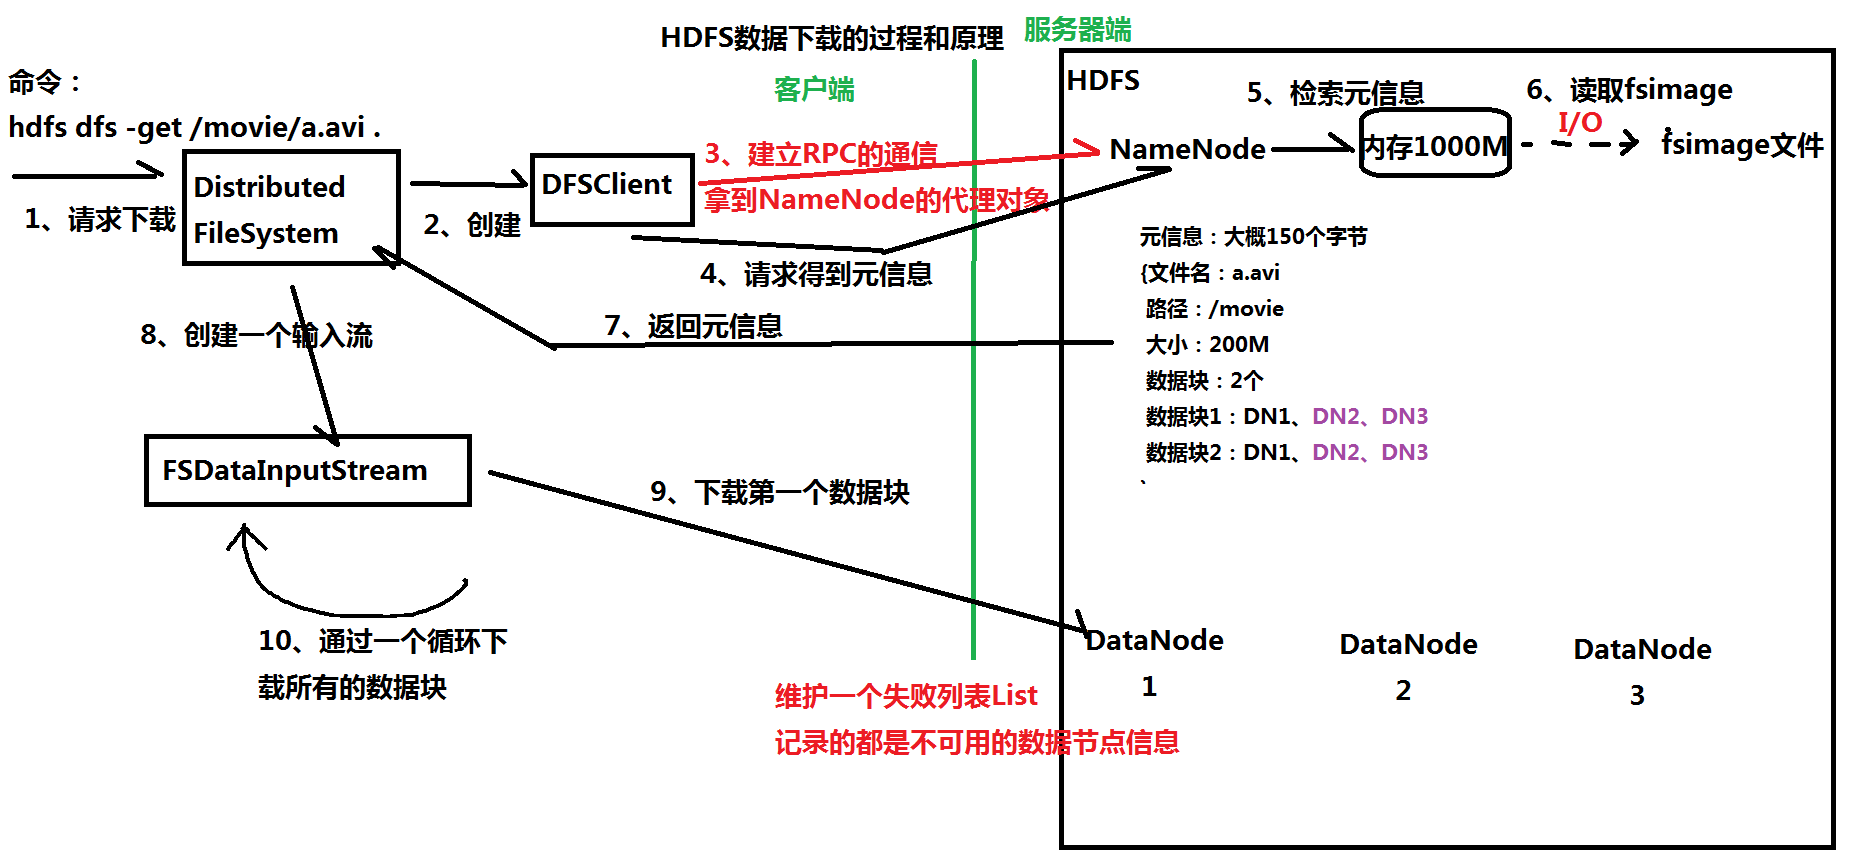 HDFS数据下载的过程和原理
服务器端
客户端
命令：
hdfs dfs -get /movie/a.avi .
1、请求下载
Distributed
FileSystem
2、创建
DFSClient
3、建立RPC的通信
拿到NameNode的代理对象
4、请求得到元信息
HDFS
NameNode
5、检索元信息
内存1000M
6、读取fsimage
I/O
fsimage文件
元信息：大概150个字节
{文件名：a.avi
路径：/movie
大小：200M
数据块：2个
数据块1：DN1、DN2、DN3
数据块2：DN1、DN2、DN3
、
7、返回元信息
8、创建一个输入流
FSDataInputStream
9、下载第一个数据块
10、通过一个循环下
载所有的数据块
DataNode
1
DataNode
2
DataNode
3
维护一个失败列表List
记录的都是不可用的数据节点信息